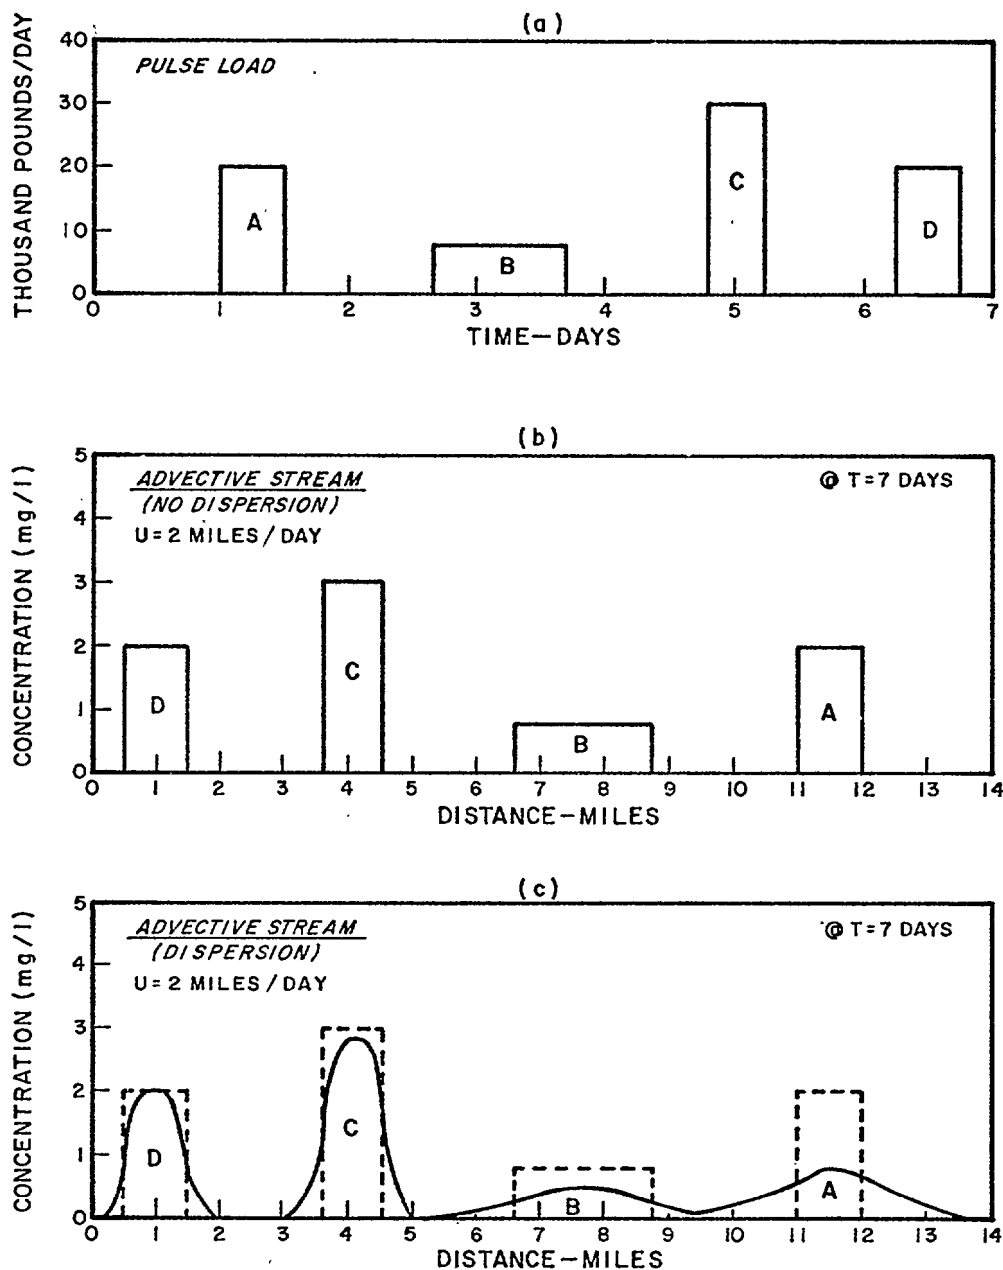 (a)
THOUSAND POUNDS/DAY
40
30
20
10
0
PULSE LOAD
A
B
C
D
0 1 2 3 4 5 6 7
TIME—DAYS
(b)
CONCENTRATION (mg/l)
5
4
3
2
1
0
ADVECTIVE STREAM
(NO DISPERSION)
U=2 MILES/DAY
@ T=7 DAYS
D
C
B
A
0 1 2 3 4 5 6 7 8 9 10 11 12 13 14
DISTANCE—MILES
(c)
CONCENTRATION (mg/l)
5
4
3
2
1
0
ADVECTIVE STREAM
(DISPERSION)
U=2 MILES/DAY
@ T=7 DAYS
D
C
B
A
0 1 2 3 4 5 6 7 8 9 10 11 12 13 14
DISTANCE—MILES